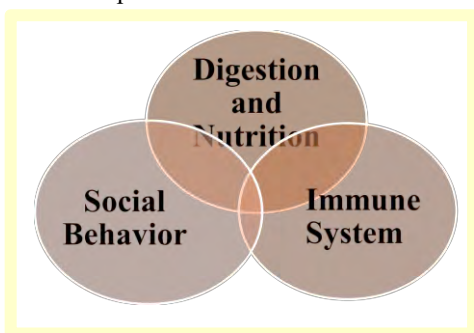 Digestion
and
Nutrition
Social
Behavior
Immune
System